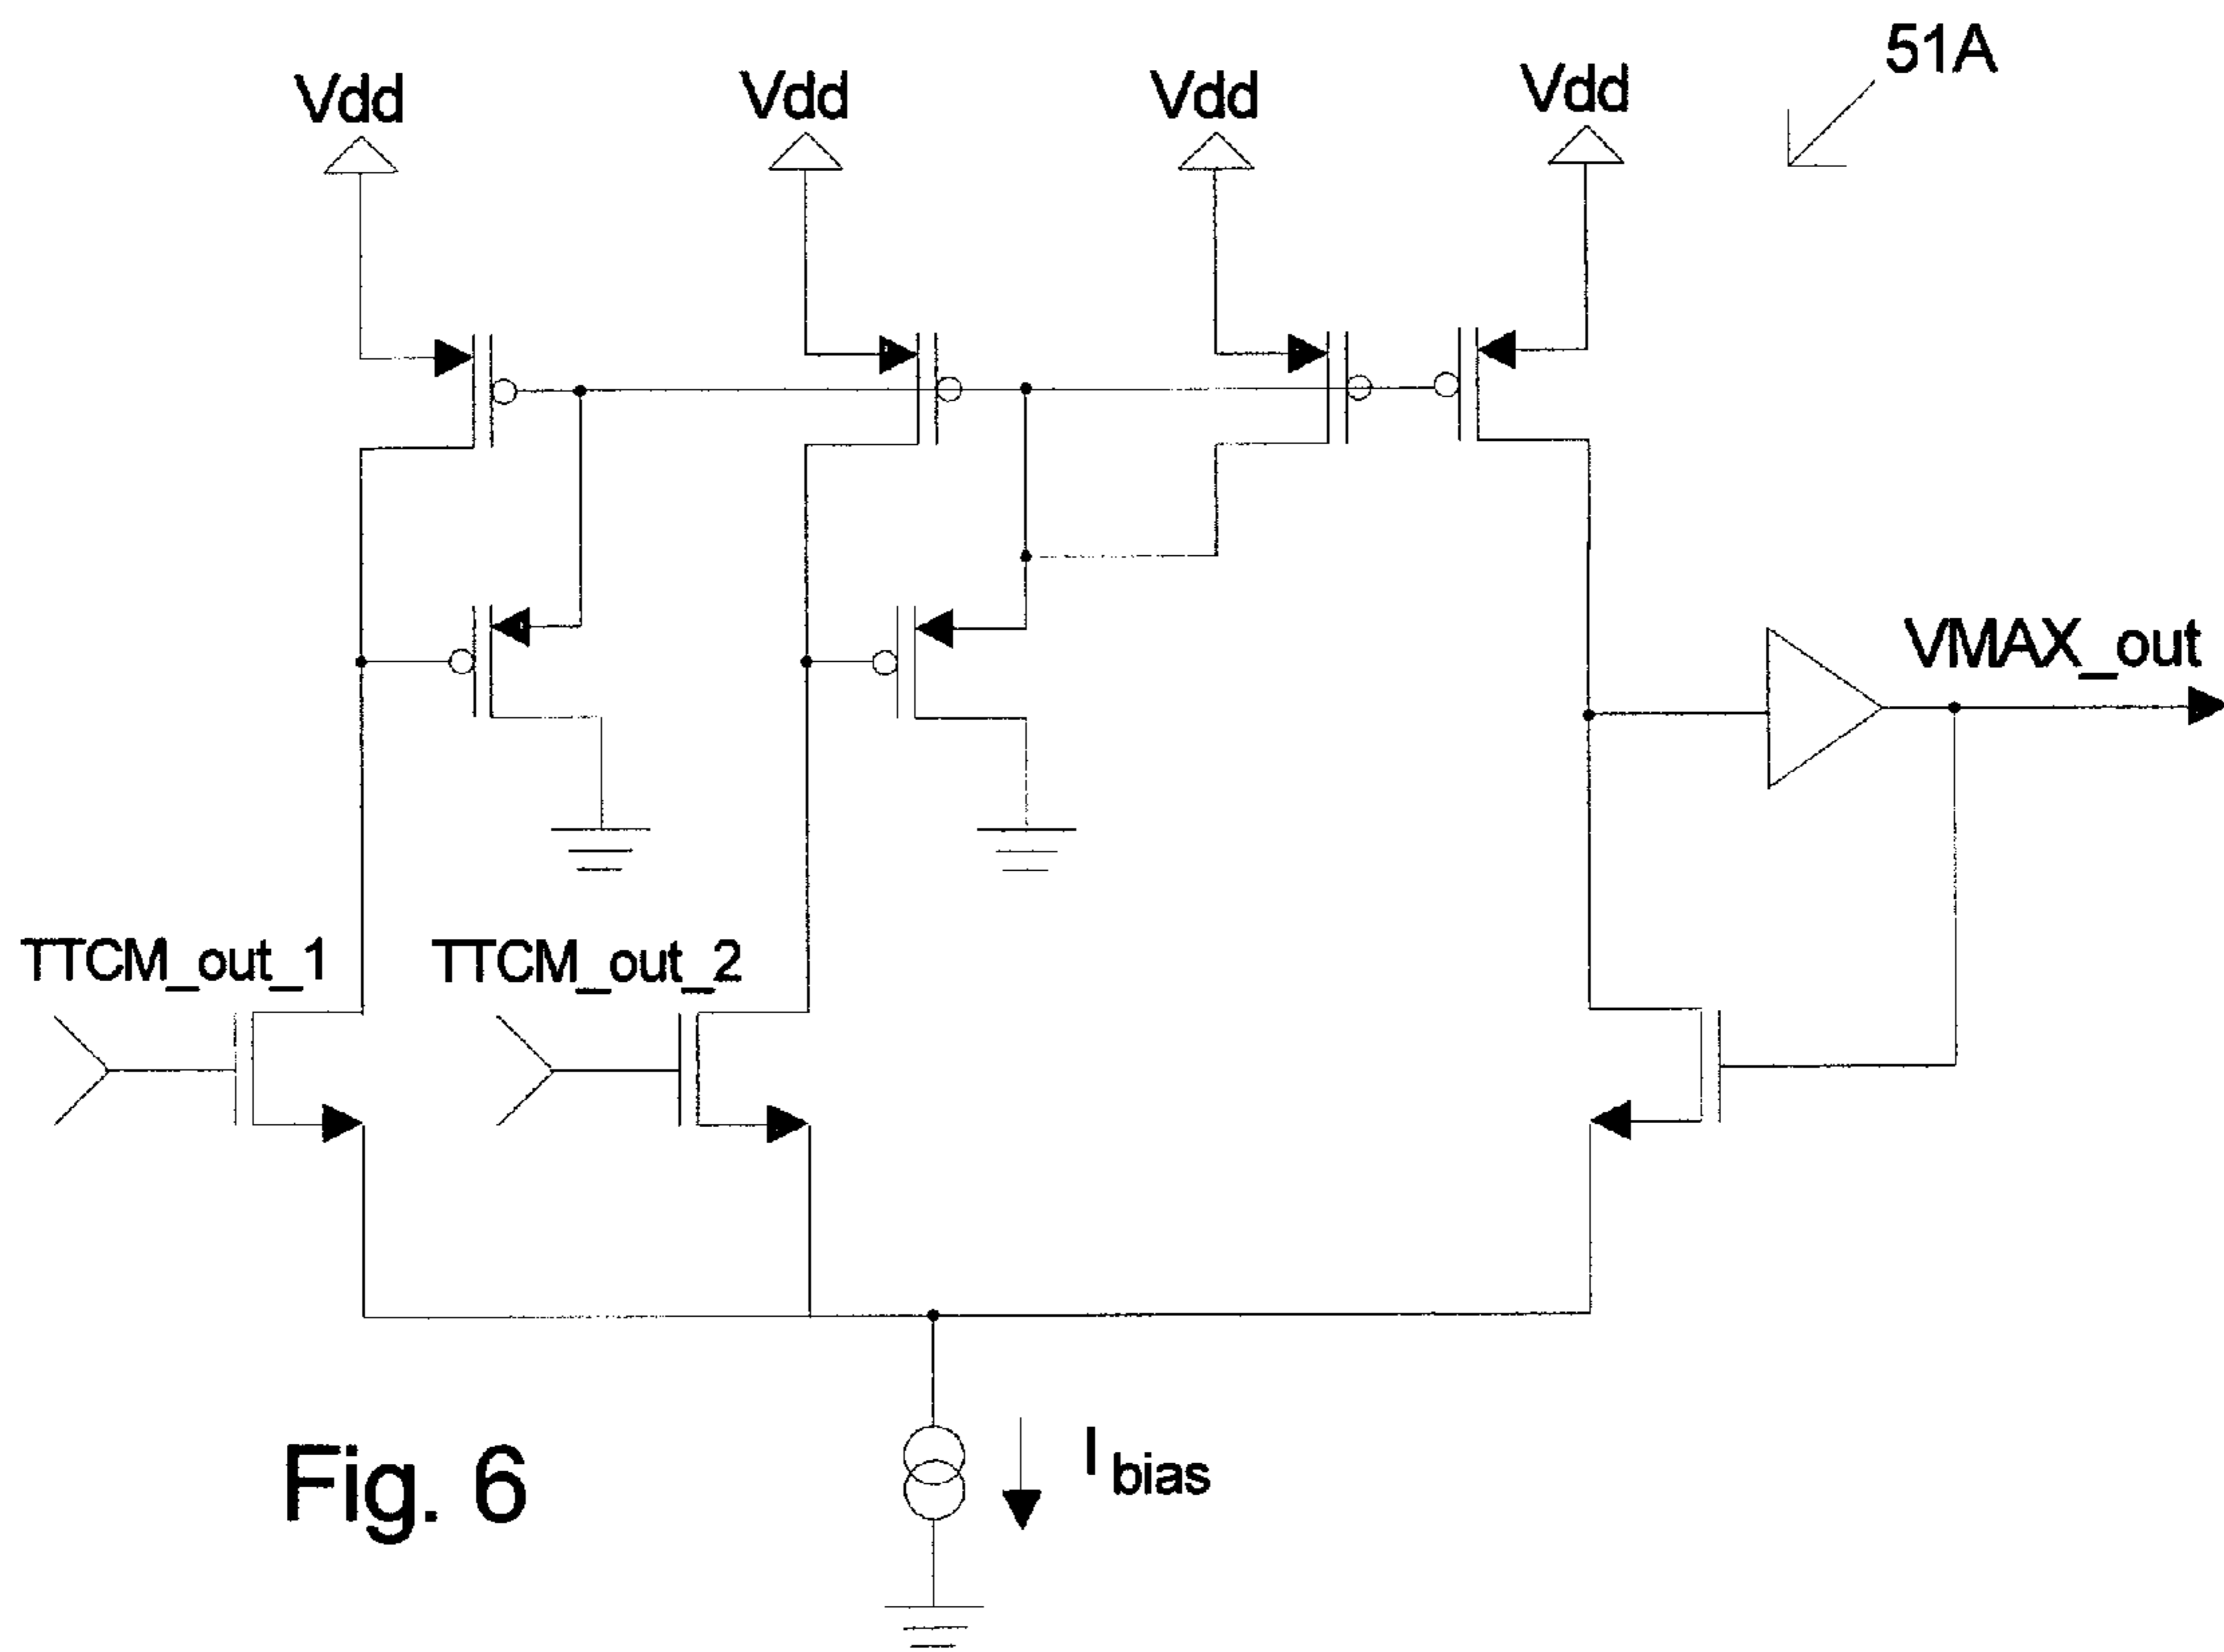 51A
Vdd
Vdd
Vdd
Vdd
VMAX_out
TTCM_out_1
TTCM_out_2
I bias
Fig. 6